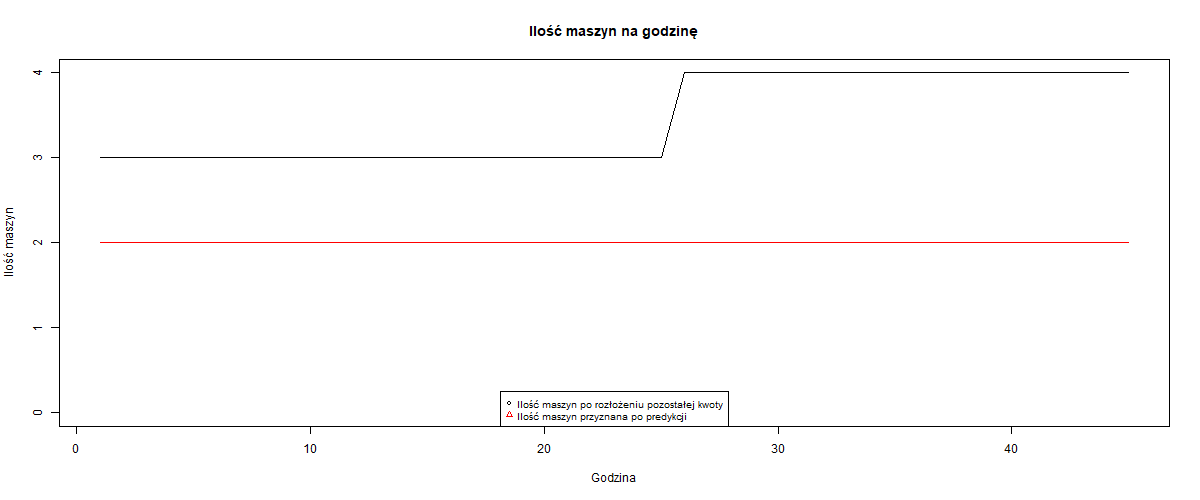 Ilość maszyn na godzinę
Ilość maszyn
4
3
2
1
0
Ilość maszyn po rozłożeniu pozostałej kwoty
Ilość maszyn przyznana po predykcji
0 10 20 30 40
Godzina